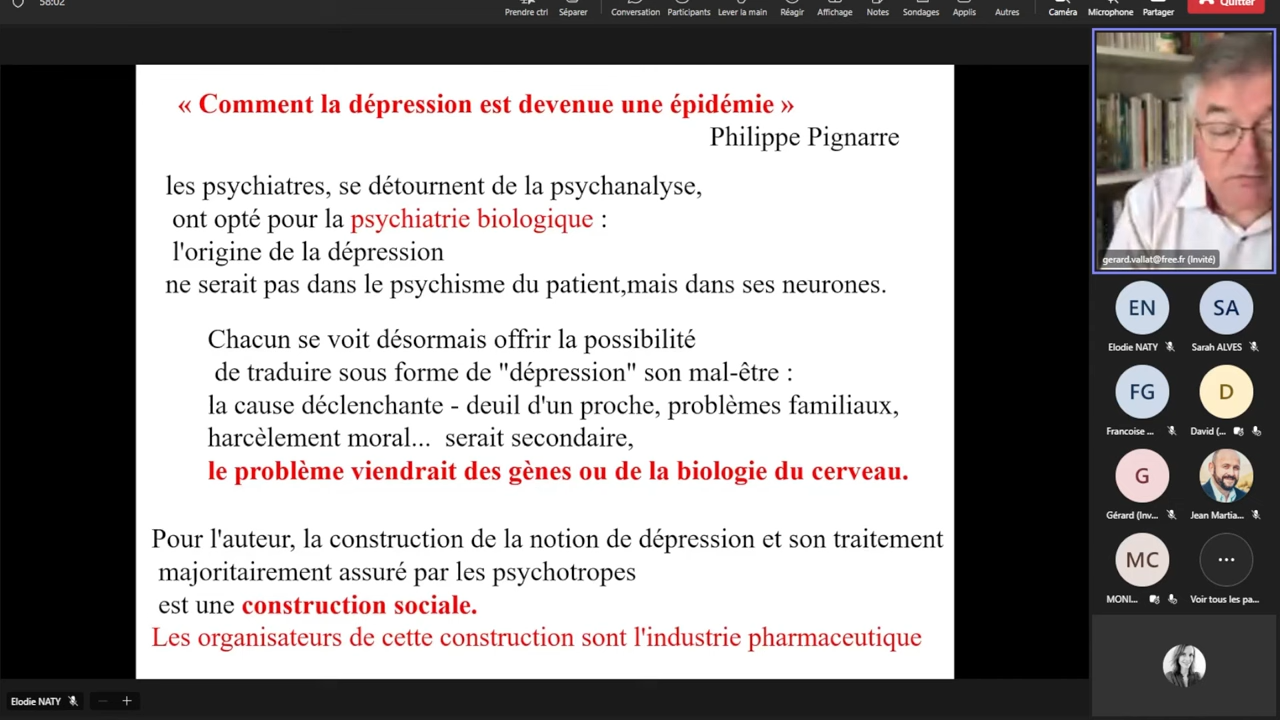 58:02
Prendre ctrl
Séparer
Conversation
Participants
Lever la main
Réagir
Affichage
Notes
Sondages
Applis
Autres
Caméra
Microphone
Partager
Quitter
« Comment la dépression est devenue une épidémie »
Philippe Pignarre
les psychiatres, se détournent de la psychanalyse,
ont opté pour la psychiatrie biologique :
l'origine de la dépression
ne serait pas dans le psychisme du patient,mais dans ses neurones.
Chacun se voit désormais offrir la possibilité
de traduire sous forme de "dépression" son mal-être :
la cause déclenchante - deuil d'un proche, problèmes familiaux,
harcèlement moral... serait secondaire,
le problème viendrait des gènes ou de la biologie du cerveau.
Pour l'auteur, la construction de la notion de dépression et son traitement
majoritairement assuré par les psychotropes
est une construction sociale.
Les organisateurs de cette construction sont l'industrie pharmaceutique
gerard.vallat@free.fr (Invité)
EN
SA
Elodie NATY
Sarah ALVES
FG
D
Francoise ...
David (...
G
Gérard (Inv...
Jean Martia...
MC
...
MONI...
Voir tous les pa...
Elodie NATY